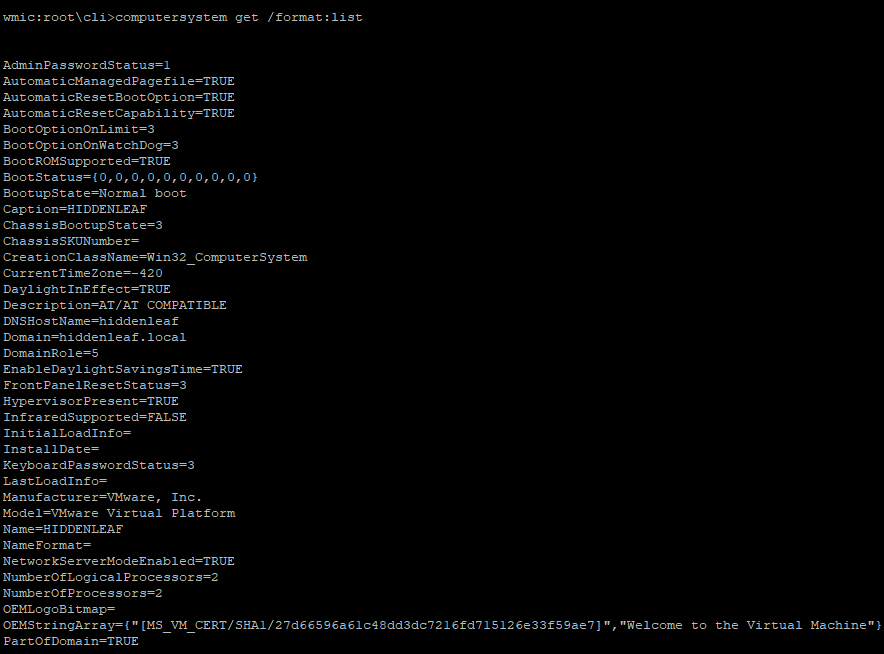 wmic:root\cli>computersystem get /format:list
AdminPasswordStatus=1
AutomaticManagedPagefile=TRUE
AutomaticResetBootOption=TRUE
AutomaticResetCapability=TRUE
BootOptionOnLimit=3
BootOptionOnWatchDog=3
BootROMSupported=TRUE
BootStatus={0,0,0,0,0,0,0,0,0,0}
BootupState=Normal boot
Caption=HIDDENLEAF
ChassisBootupState=3
ChassisSKUNumber=
CreationClassName=Win32_ComputerSystem
CurrentTimeZone=-420
DaylightInEffect=TRUE
Description=AT/AT COMPATIBLE
DNSHostName=hiddenleaf
Domain=hiddenleaf.local
DomainRole=5
EnableDaylightSavingsTime=TRUE
FrontPanelResetStatus=3
HypervisorPresent=TRUE
InfraredSupported=FALSE
InitialLoadInfo=
InstallDate=
KeyboardPasswordStatus=3
LastLoadInfo=
Manufacturer=VMware, Inc.
Model=VMware Virtual Platform
Name=HIDDENLEAF
NameFormat=
NetworkServerModeEnabled=TRUE
NumberOfLogicalProcessors=2
NumberOfProcessors=2
OEMLogoBitmap=
OEMStringArray={"[MS_VM_CERT/SHA1/27d66596a61c48dd3dc7216fd715126e33f59ae7]","Welcome to the Virtual Machine"}
PartOfDomain=TRUE